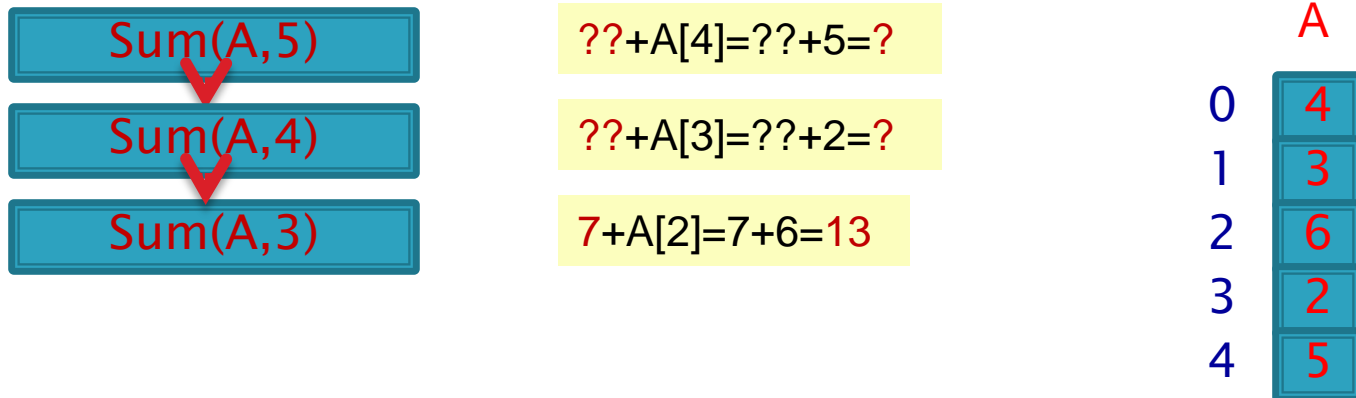 Sum(A,5)
Sum(A,4)
Sum(A,3)
??+A[4]=??+5=?
??+A[3]=??+2=?
7+A[2]=7+6=13
A
0 4
1 3
2 6
3 2
4 5